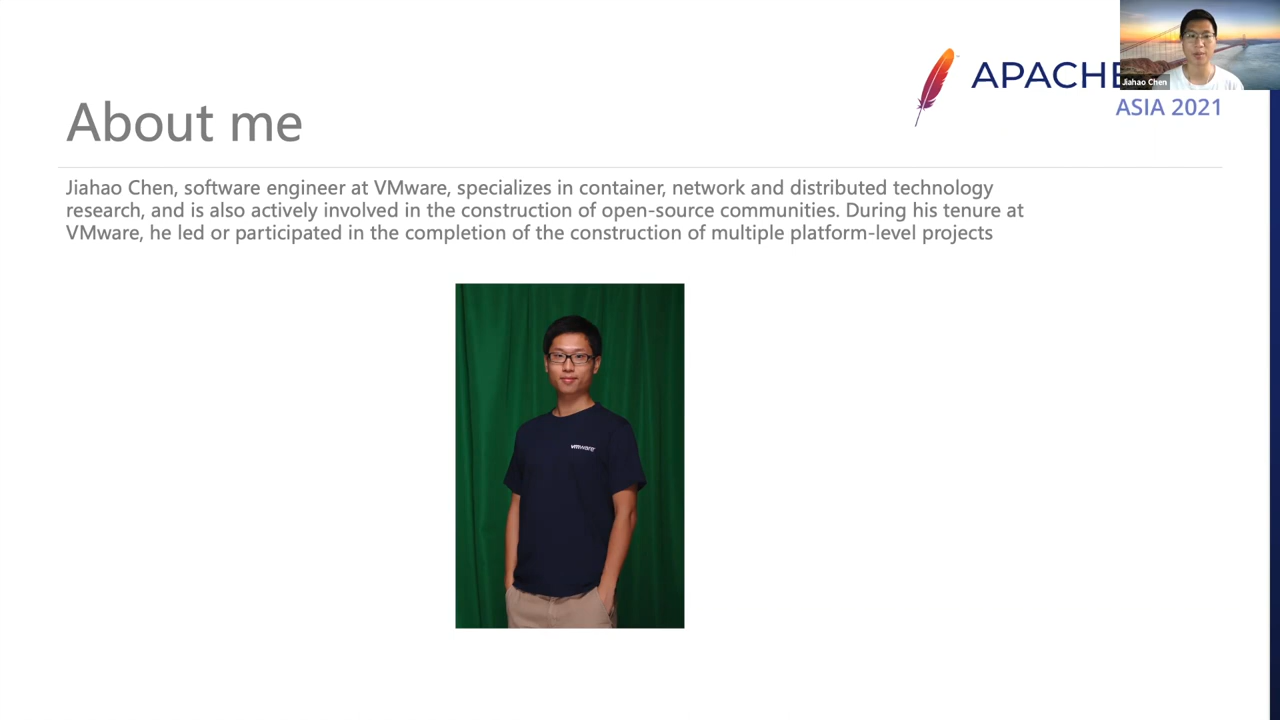 APACHE
Jiahao Chen
ASIA 2021
About me
Jiahao Chen, software engineer at VMware, specializes in container, network and distributed technology
research, and is also actively involved in the construction of open-source communities. During his tenure at
VMware, he led or participated in the completion of the construction of multiple platform-level projects
vmware